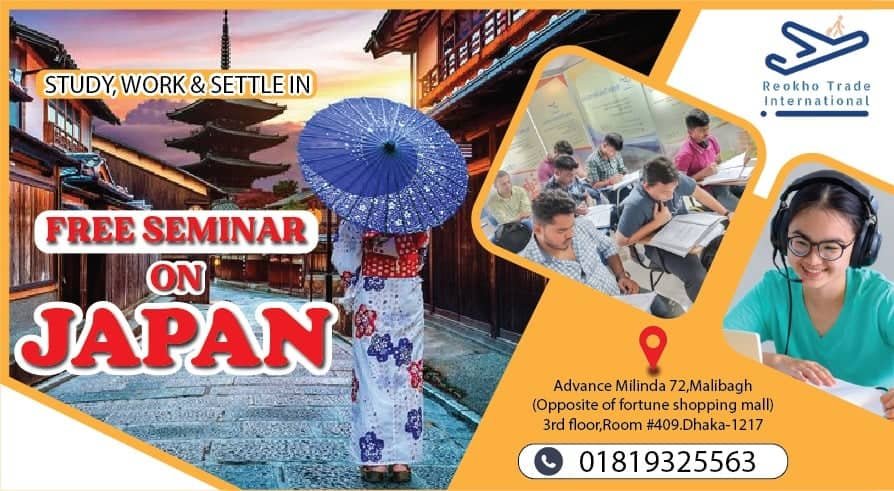 STUDY, WORK & SETTLE IN
FREE SEMINAR
ON
JAPAN
Reokho Trade
International
Advance Milinda 72,Malibagh
(Opposite of fortune shopping mall)
3rd floor,Room #409.Dhaka-1217
01819325563